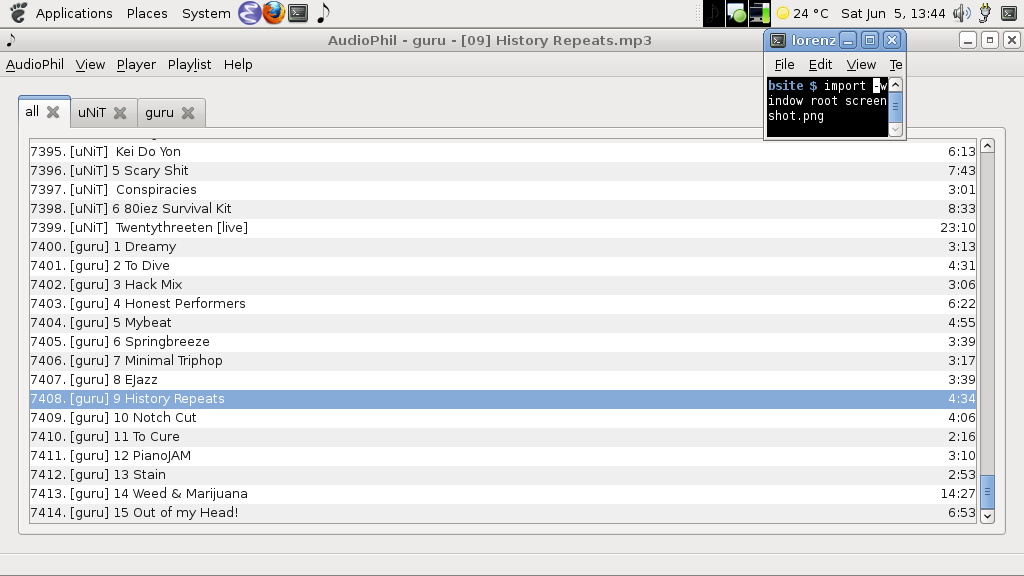 Applications Places System 24 °C Sat Jun 5, 13:44
AudioPhil - guru - [09] History Repeats.mp3
lorenz
AudioPhil View Player Playlist Help
File Edit View Te
bsite $ import -w
indow root screen
shot.png
all uNiT guru
7395. [uNiT] Kei Do Yon 6:13
7396. [uNiT] 5 Scary Shit 7:43
7397. [uNiT] Conspiracies 3:01
7398. [uNiT] 6 80iez Survival Kit 8:33
7399. [uNiT] Twentythreeten [live] 23:10
7400. [guru] 1 Dreamy 3:13
7401. [guru] 2 To Dive 4:31
7402. [guru] 3 Hack Mix 3:06
7403. [guru] 4 Honest Performers 6:22
7404. [guru] 5 Mybeat 4:55
7405. [guru] 6 Springbreeze 3:39
7406. [guru] 7 Minimal Triphop 3:17
7407. [guru] 8 EJazz 3:39
7408. [guru] 9 History Repeats 4:34
7409. [guru] 10 Notch Cut 4:06
7410. [guru] 11 To Cure 2:16
7411. [guru] 12 PianoJAM 3:10
7412. [guru] 13 Stain 2:53
7413. [guru] 14 Weed & Marijuana 14:27
7414. [guru] 15 Out of my Head! 6:53